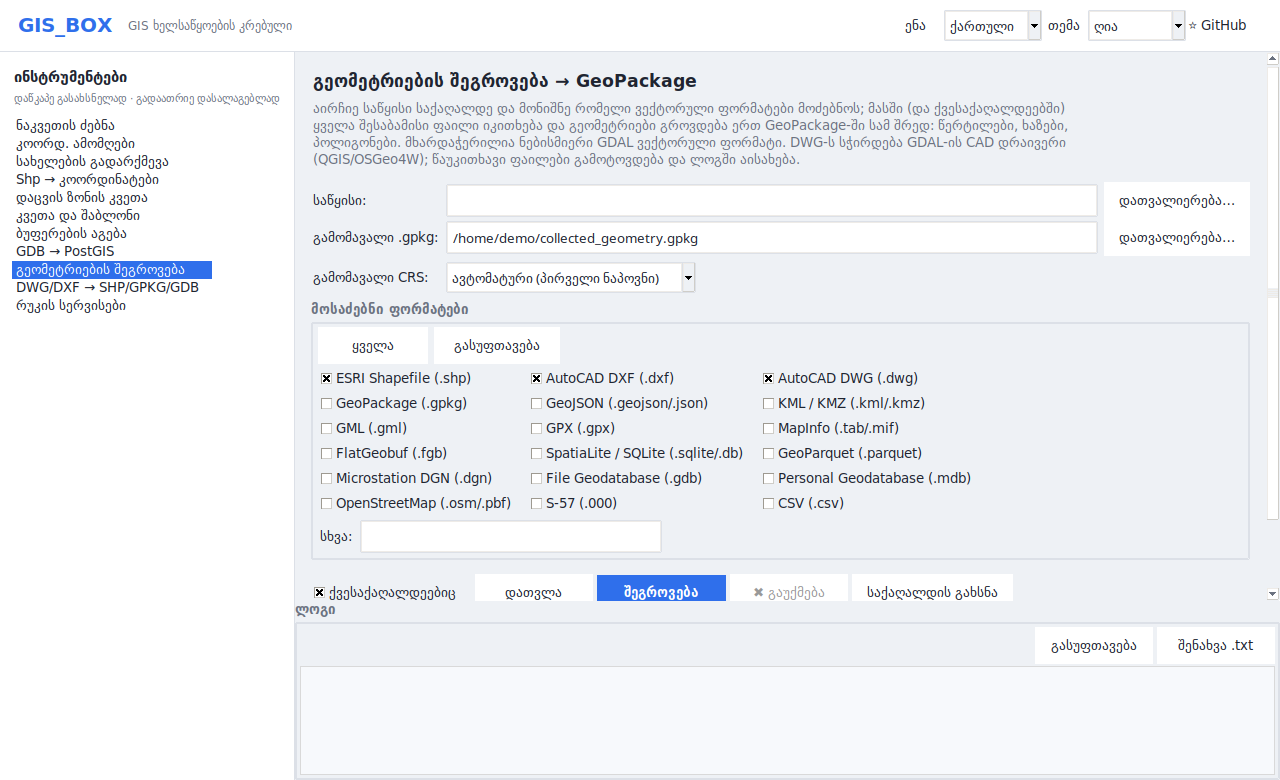 GIS_BOX GIS ხელსაწყოების კრებული ენა ქართული თემა ღია ☆ GitHub
ინსტრუმენტები
დაწკაპე გასახსნელად · გადაათრიე დასალაგებლად
ნაკვეთის ძებნა
კოორდ. ამომღები
სახელების გადარქმევა
Shp → კოორდინატები
დაცვის ზონის კვეთა
კვეთა და შაბლონი
ბუფერების აგება
GDB → PostGIS
გეომეტრიების შეგროვება
DWG/DXF → SHP/GPKG/GDB
რუკის სერვისები
გეომეტრიების შეგროვება → GeoPackage
აირჩიე საწყისი საქაღალდე და მონიშნე რომელი ვექტორული ფორმატები მოძებნოს; მასში (და ქვესაქაღალდეებში)
ყველა შესაბამისი ფაილი იკითხება და გეომეტრიები გროვდება ერთ GeoPackage-ში სამ შრედ: წერტილები, ხაზები,
პოლიგონები. მხარდაჭერილია ნებისმიერი GDAL ვექტორული ფორმატი. DWG-ს სჭირდება GDAL-ის CAD დრაივერი
(QGIS/OSGeo4W); წაუკითხავი ფაილები გამოტოვდება და ლოგში აისახება.
საწყისი: დათვალიერება...
გამომავალი .gpkg: /home/demo/collected_geometry.gpkg დათვალიერება...
გამომავალი CRS: ავტომატური (პირველი ნაპოვნი)
მოსაძებნი ფორმატები
ყველა გასუფთავება
ESRI Shapefile (.shp) AutoCAD DXF (.dxf) AutoCAD DWG (.dwg)
GeoPackage (.gpkg) GeoJSON (.geojson/.json) KML / KMZ (.kml/.kmz)
GML (.gml) GPX (.gpx) MapInfo (.tab/.mif)
FlatGeobuf (.fgb) SpatiaLite / SQLite (.sqlite/.db) GeoParquet (.parquet)
Microstation DGN (.dgn) File Geodatabase (.gdb) Personal Geodatabase (.mdb)
OpenStreetMap (.osm/.pbf) S-57 (.000) CSV (.csv)
სხვა:
ქვესაქაღალდეებიც დათვლა შეგროვება ✖ გაუქმება საქაღალდის გახსნა
ლოგი
გასუფთავება შენახვა .txt